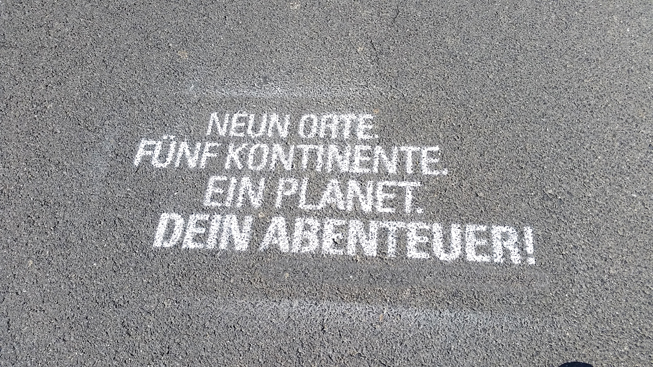 NEUN ORTE.
FÜNF KONTINENTE.
EIN PLANET.
DEIN ABENTEUER!